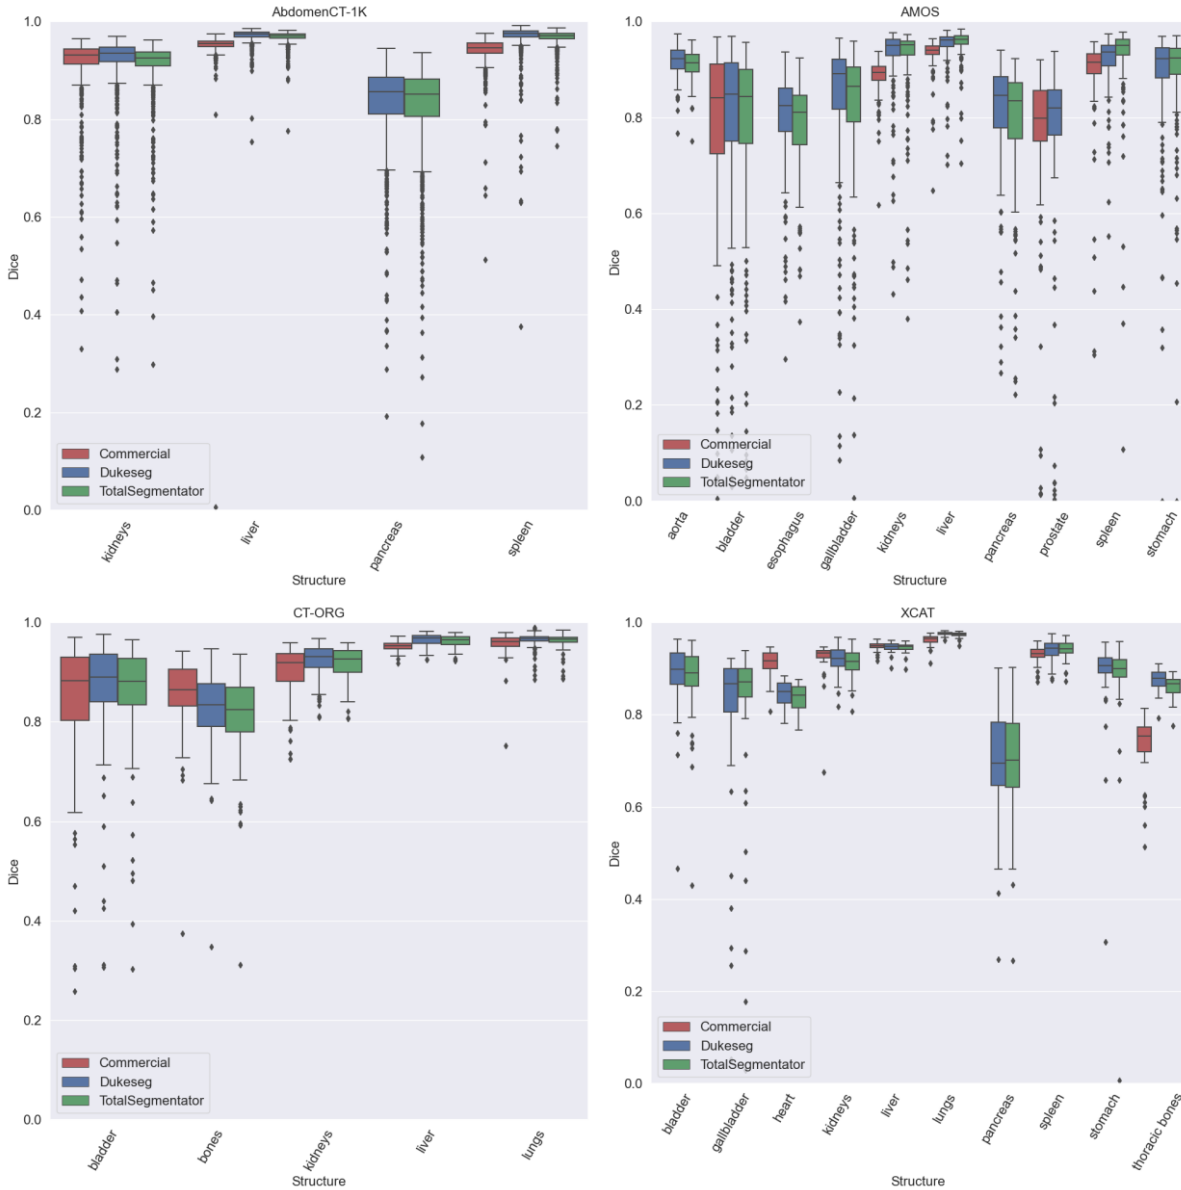 AbdomenCT-1K
1.0
0.8
0.6
0.4
0.2
0.0
Dice
Commercial
Dukeseg
TotalSegmentator
kidneys
liver
pancreas
spleen
Structure
AMOS
1.0
0.8
0.6
0.4
0.2
0.0
Dice
Commercial
Dukeseg
TotalSegmentator
aorta
bladder
esophagus
gallbladder
kidneys
liver
pancreas
prostate
spleen
stomach
Structure
CT-ORG
1.0
0.8
0.6
0.4
0.2
0.0
Dice
Commercial
Dukeseg
TotalSegmentator
bladder
bones
kidneys
liver
lungs
Structure
XCAT
1.0
0.8
0.6
0.4
0.2
0.0
Dice
Commercial
Dukeseg
TotalSegmentator
bladder
gallbladder
heart
kidneys
liver
lungs
pancreas
spleen
stomach
thoracic bones
Structure